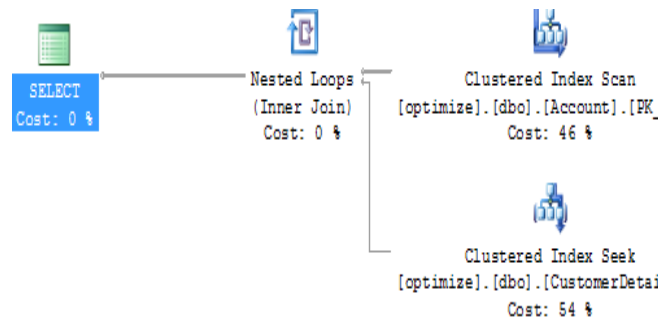 SELECT
Cost: 0 %
Nested Loops
(Inner Join)
Cost: 0 %
Clustered Index Scan
[optimize].[dbo].[Account].[PK_
Cost: 46 %
Clustered Index Seek
[optimize].[dbo].[CustomerDetai
Cost: 54 %